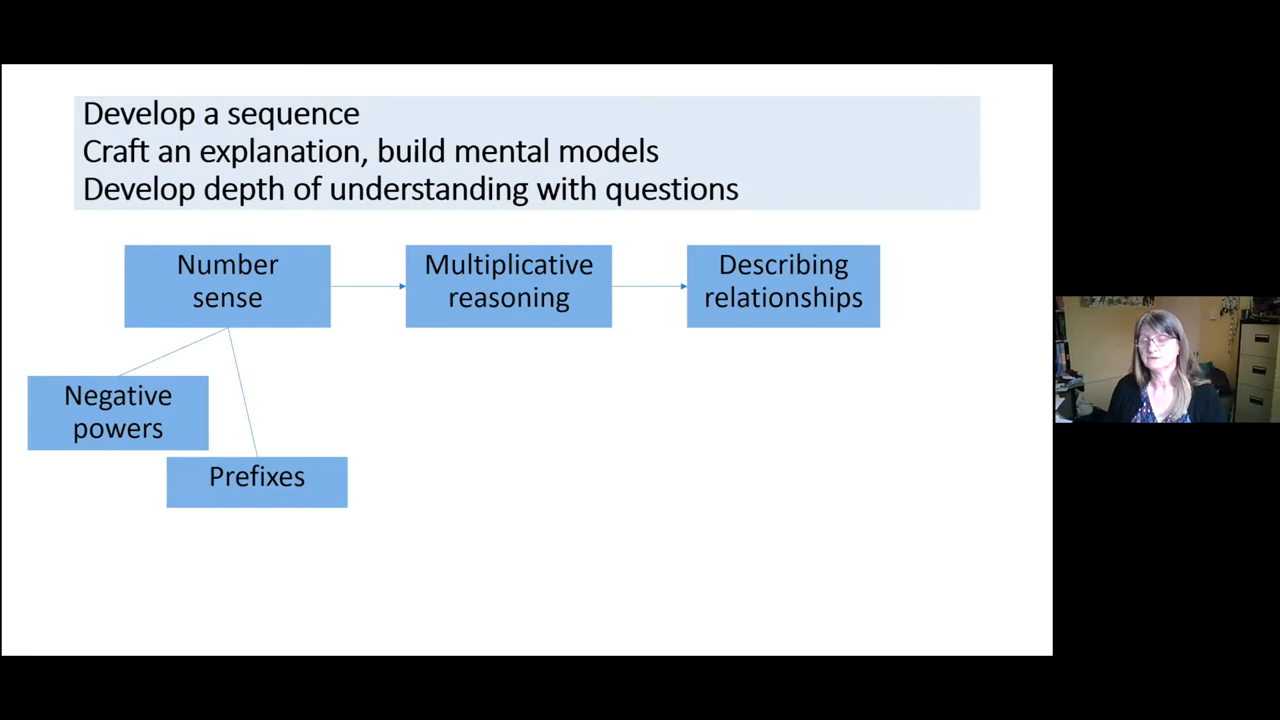 Develop a sequence
Craft an explanation, build mental models
Develop depth of understanding with questions
Number
sense
Multiplicative
reasoning
Describing
relationships
Negative
powers
Prefixes